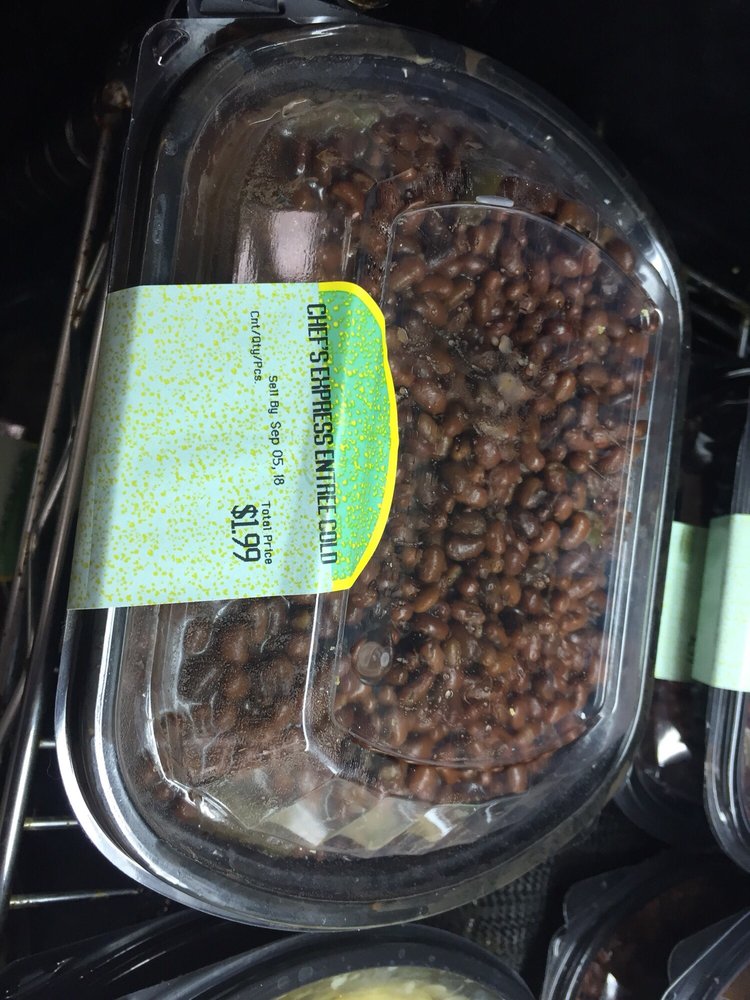 CHEF'S EXPRESS ENTREE COLD
Sell By Sep 05, 18
Cnt/Qty/Pcs.
Total Price
$1.99